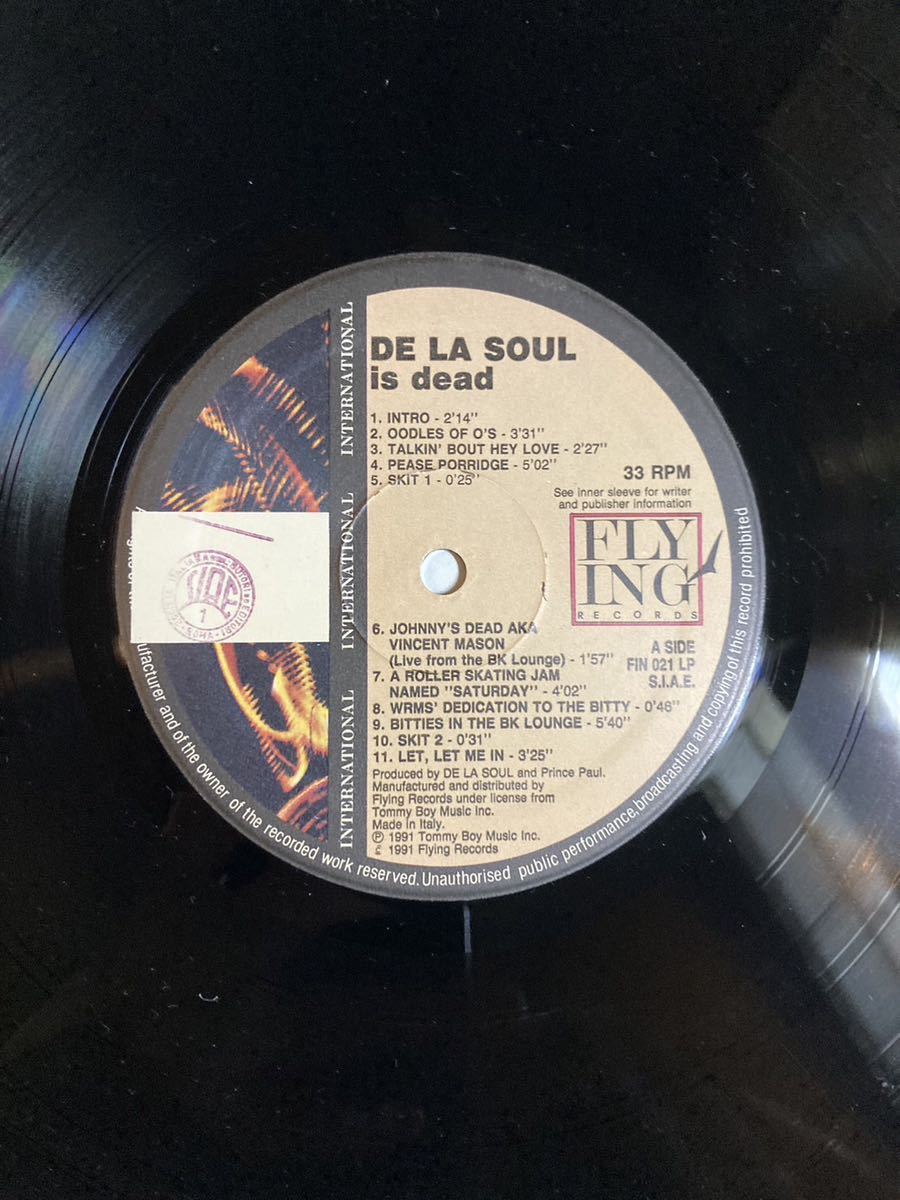 DE LA SOUL
is dead
1. INTRO - 2'14"
2. OODLES OF O'S - 3'31"
3. TALKIN' BOUT HEY LOVE - 2'27"
4. PEASE PORRIDGE - 5'02"
5. SKIT 1 - 0'25"
33 RPM
See inner sleeve for writer
and publisher information
FLY
ING
RECORDS
6. JOHNNY'S DEAD AKA
VINCENT MASON
(Live from the BK Lounge) - 1'57"
7. A ROLLER SKATING JAM
NAMED "SATURDAY" - 4'02"
8. WRMS' DEDICATION TO THE BITTY - 0'46"
9. BITTIES IN THE BK LOUNGE - 5'40"
10. SKIT 2 - 0'31"
11. LET, LET ME IN - 3'25"
A SIDE
FIN 021 LP
S.I.A.E.
Produced by DE LA SOUL and Prince Paul.
Manufactured and distributed by
Flying Records under license from
Tommy Boy Music Inc.
Made in Italy.
℗ 1991 Tommy Boy Music Inc.
£ 1991 Flying Records
INTERNATIONAL
INTERNATIONAL
INTERNATIONAL
INTERNATIONAL
SIAE
1
ROMA
EDITORI
manufacturer and of the owner of the recorded work reserved. Unauthorised public performance, broadcasting and copying of this record prohibited